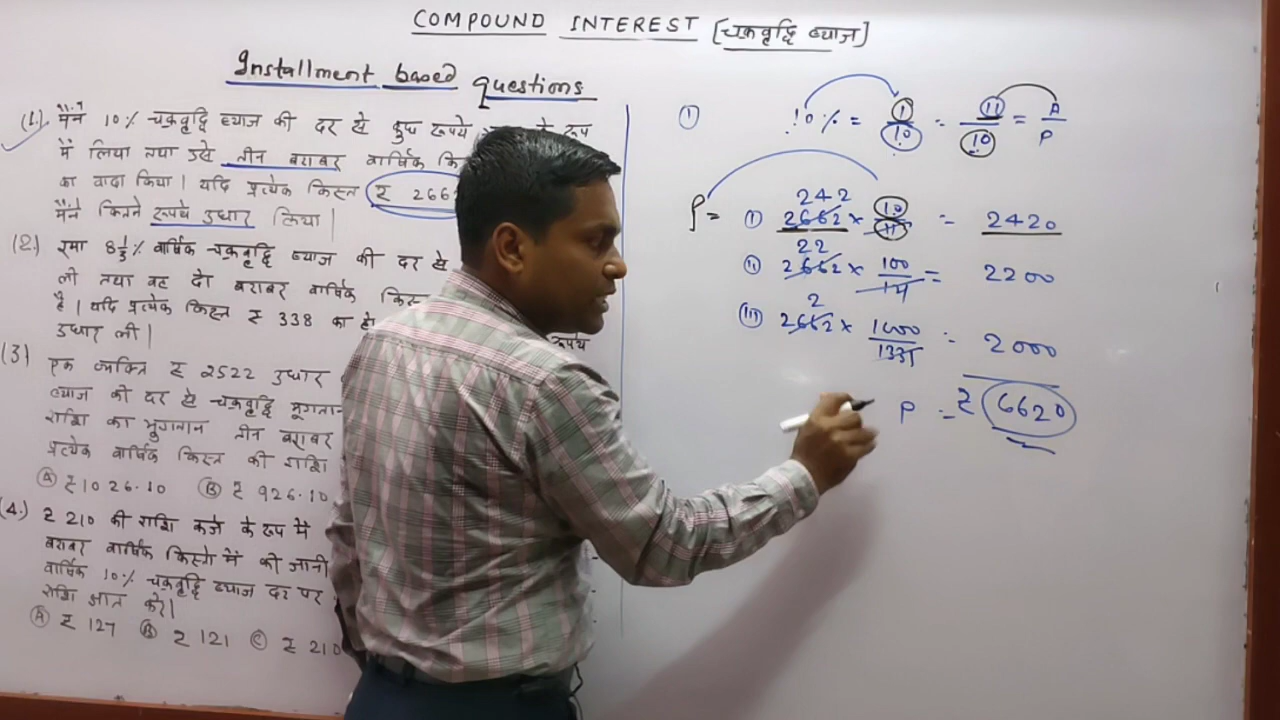 COMPOUND INTEREST [चक्रवृद्धि ब्याज]
Installment based questions
(1). मैंने 10% चक्रवृद्धि ब्याज की दर से कुछ रूपये के रूप
में लिया तथा उसे तीन बराबर वार्षिक कि
का वादा किया। यदि प्रत्येक किस्त ₹ 266
मैंने कितने रूपये उधार लिया।
(2.) रमा 8⅓% वार्षिक चक्रवृद्धि ब्याज की दर से
ली तथा वह दो बराबर वार्षिक किस्त
है। यदि प्रत्येक किस्त ₹ 338 का हो रूपये
उधार ली।
(3) एक व्यक्ति ₹ 2522 उधार
ब्याज की दर से चक्रवृद्धि भुगतान
राशि का भुगतान तीन बराबर
प्रत्येक वार्षिक किस्त की राशि
(A) ₹1026.10 (B) ₹ 926.10
(4.) ₹ 210 की राशि कर्ज के रूप में
बराबर वार्षिक किस्तो में की जानी
वार्षिक 10% चक्रवृद्धि ब्याज दर पर
राशि ज्ञात करे।
(A) ₹ 127 (B) ₹ 121 (C) ₹ 210
(1) 10% = 1/10 = 11/10 = A/P
242
P = (i) 2662 × 10/11 = 2420
22
(ii) 2662 × 100/121 = 2200
2
(iii) 2662 × 1000/1331 = 2000
P = ₹ 6620